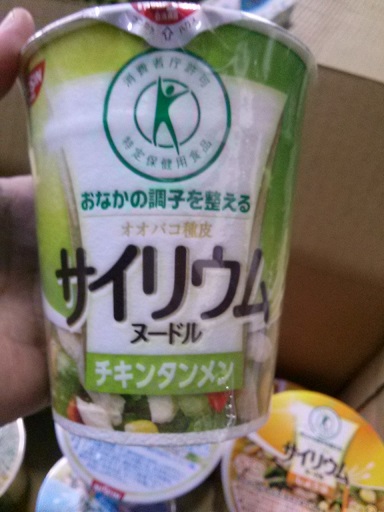 消費者庁許可
特定保健用食品
おなかの調子を整える
オオバコ種皮
サイリウム
ヌードル
チキンタンメン
サイリウム